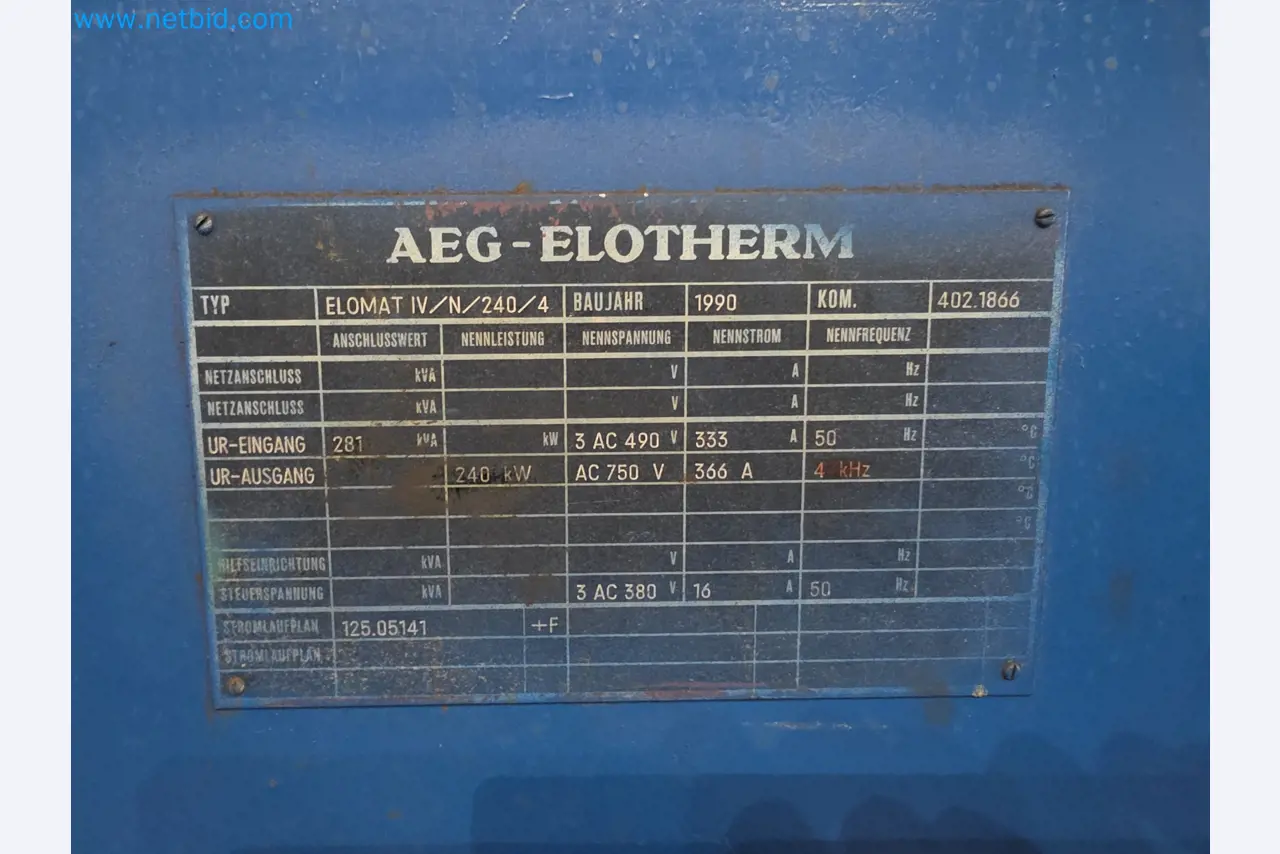 www.netbid.com
AEG-ELOTHERM
TYP ELOMAT IV/N/240/4 BAUJAHR 1990 KOM. 402.1866
ANSCHLUSSWERT NENNLEISTUNG NENNSPANNUNG NENNSTROM NENNFREQUENZ
NETZANSCHLUSS kVA V A Hz
NETZANSCHLUSS kVA V A Hz
UR-EINGANG 281 kVA kW 3 AC 490 V 333 A 50 Hz °C
UR-AUSGANG 240 kW AC 750 V 366 A 4 kHz °C
°C
°C
HILFSEINRICHTUNG kVA V A Hz
STEUERSPANNUNG kVA 3 AC 380 V 16 A 50 Hz
STROMLAUFPLAN 125.05141 +F
STROMLAUFPLAN